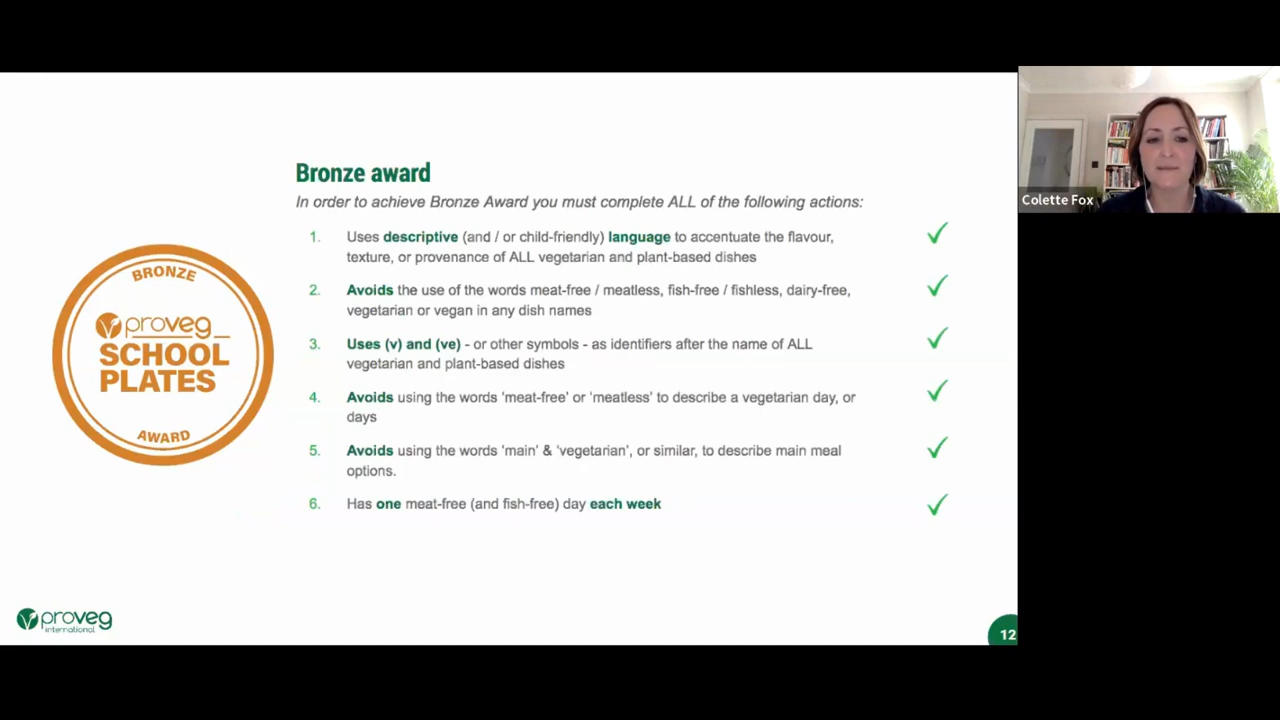 Bronze award
In order to achieve Bronze Award you must complete ALL of the following actions:
1. Uses descriptive (and / or child-friendly) language to accentuate the flavour,
texture, or provenance of ALL vegetarian and plant-based dishes
2. Avoids the use of the words meat-free / meatless, fish-free / fishless, dairy-free,
vegetarian or vegan in any dish names
3. Uses (v) and (ve) - or other symbols - as identifiers after the name of ALL
vegetarian and plant-based dishes
4. Avoids using the words ‘meat-free’ or ‘meatless’ to describe a vegetarian day, or
days
5. Avoids using the words ‘main’ & ‘vegetarian’, or similar, to describe main meal
options.
6. Has one meat-free (and fish-free) day each week
BRONZE
proveg
SCHOOL
PLATES
AWARD
proveg
international
12
Colette Fox